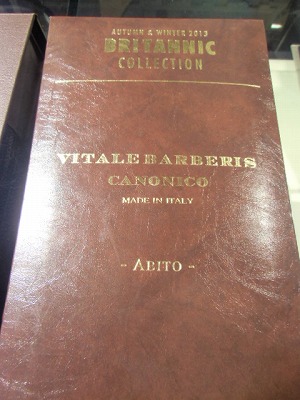 AUTUMN & WINTER 2013
BRITANNIC
COLLECTION
VITALE BARBERIS
CANONICO
MADE IN ITALY
- ABITO -